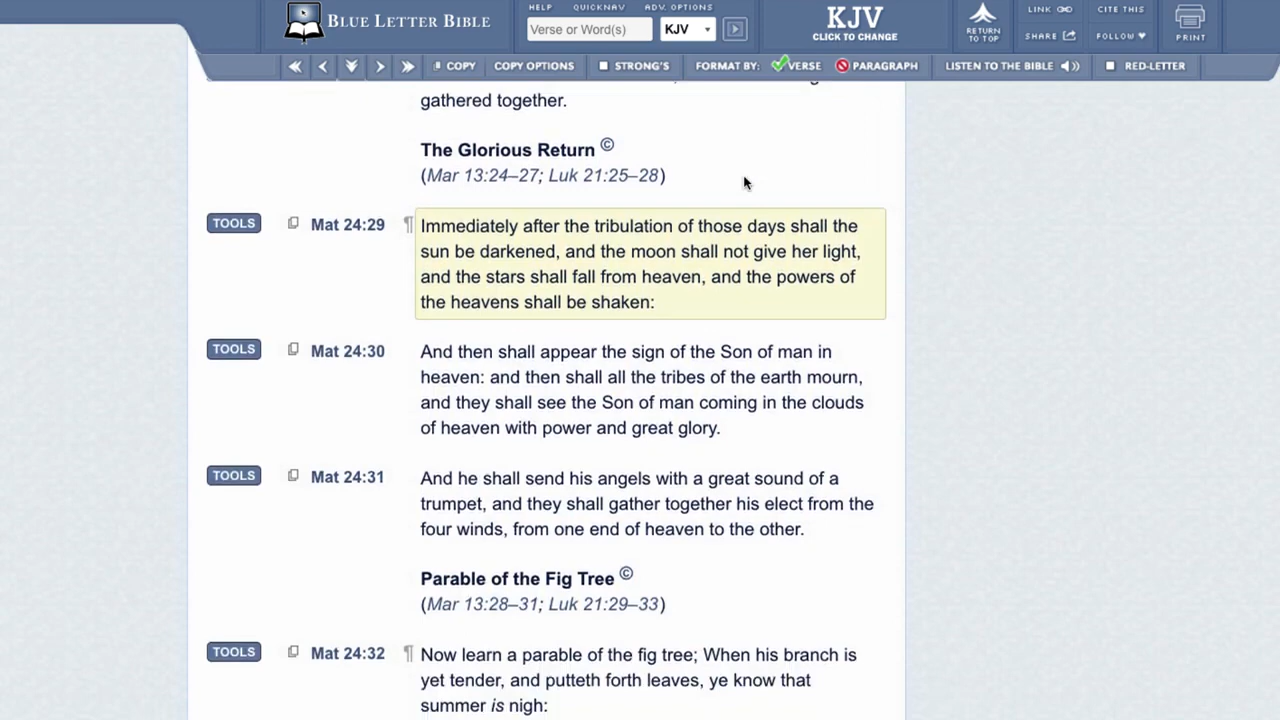 HELP QUICKNAV ADV. OPTIONS
BLUE LETTER BIBLE
Verse or Word(s) KJV
KJV
CLICK TO CHANGE
RETURN
TO TOP
LINK
SHARE
CITE THIS
FOLLOW
PRINT
COPY COPY OPTIONS STRONG'S FORMAT BY: VERSE PARAGRAPH LISTEN TO THE BIBLE RED-LETTER
gathered together.
The Glorious Return ©
(Mar 13:24–27; Luk 21:25–28)
TOOLS Mat 24:29 ¶ Immediately after the tribulation of those days shall the
sun be darkened, and the moon shall not give her light,
and the stars shall fall from heaven, and the powers of
the heavens shall be shaken:
TOOLS Mat 24:30 And then shall appear the sign of the Son of man in
heaven: and then shall all the tribes of the earth mourn,
and they shall see the Son of man coming in the clouds
of heaven with power and great glory.
TOOLS Mat 24:31 And he shall send his angels with a great sound of a
trumpet, and they shall gather together his elect from the
four winds, from one end of heaven to the other.
Parable of the Fig Tree ©
(Mar 13:28–31; Luk 21:29–33)
TOOLS Mat 24:32 ¶ Now learn a parable of the fig tree; When his branch is
yet tender, and putteth forth leaves, ye know that
summer is nigh: